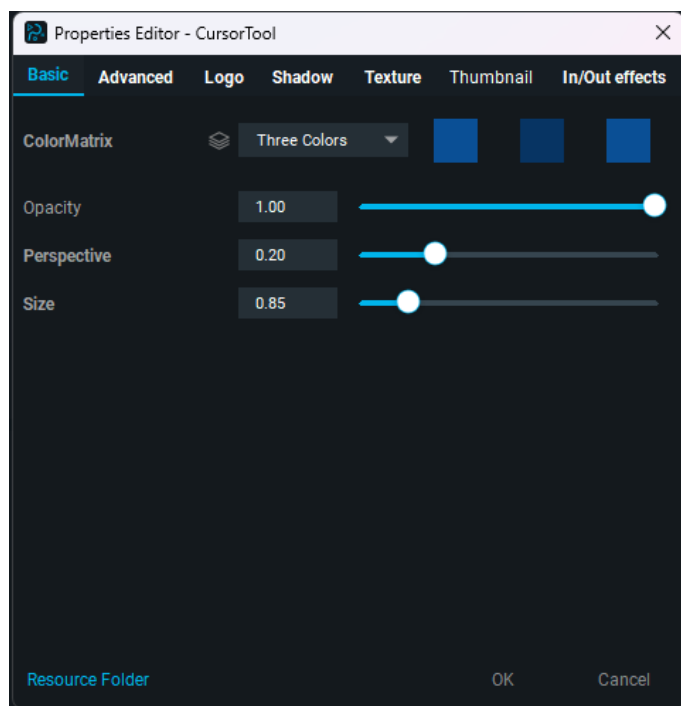 Properties Editor - CursorTool
Basic Advanced Logo Shadow Texture Thumbnail In/Out effects
ColorMatrix Three Colors
Opacity 1.00
Perspective 0.20
Size 0.85
Resource Folder OK Cancel